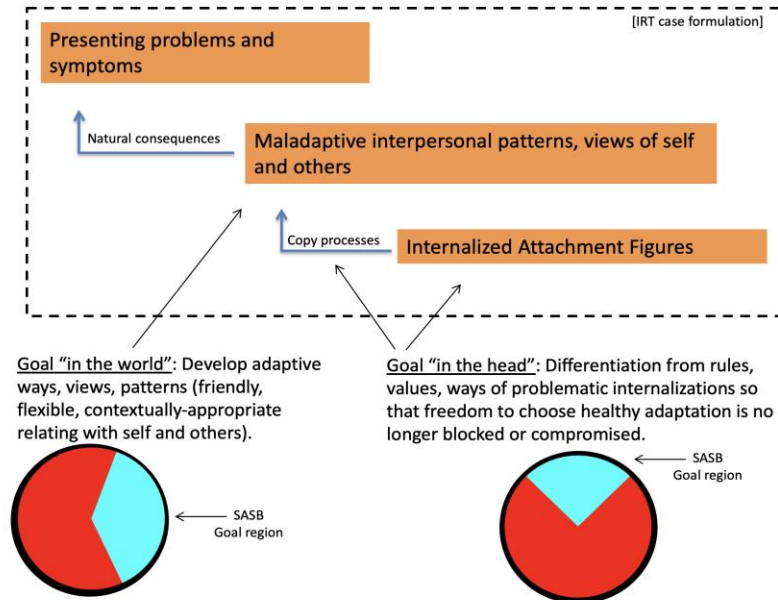 [IRT case formulation]
Presenting problems and
symptoms
Natural consequences
Maladaptive interpersonal patterns, views of self
and others
Copy processes
Internalized Attachment Figures
Goal “in the world”: Develop adaptive
ways, views, patterns (friendly,
flexible, contextually-appropriate
relating with self and others).
Goal “in the head”: Differentiation from rules,
values, ways of problematic internalizations so
that freedom to choose healthy adaptation is no
longer blocked or compromised.
SASB
Goal region
SASB
Goal region